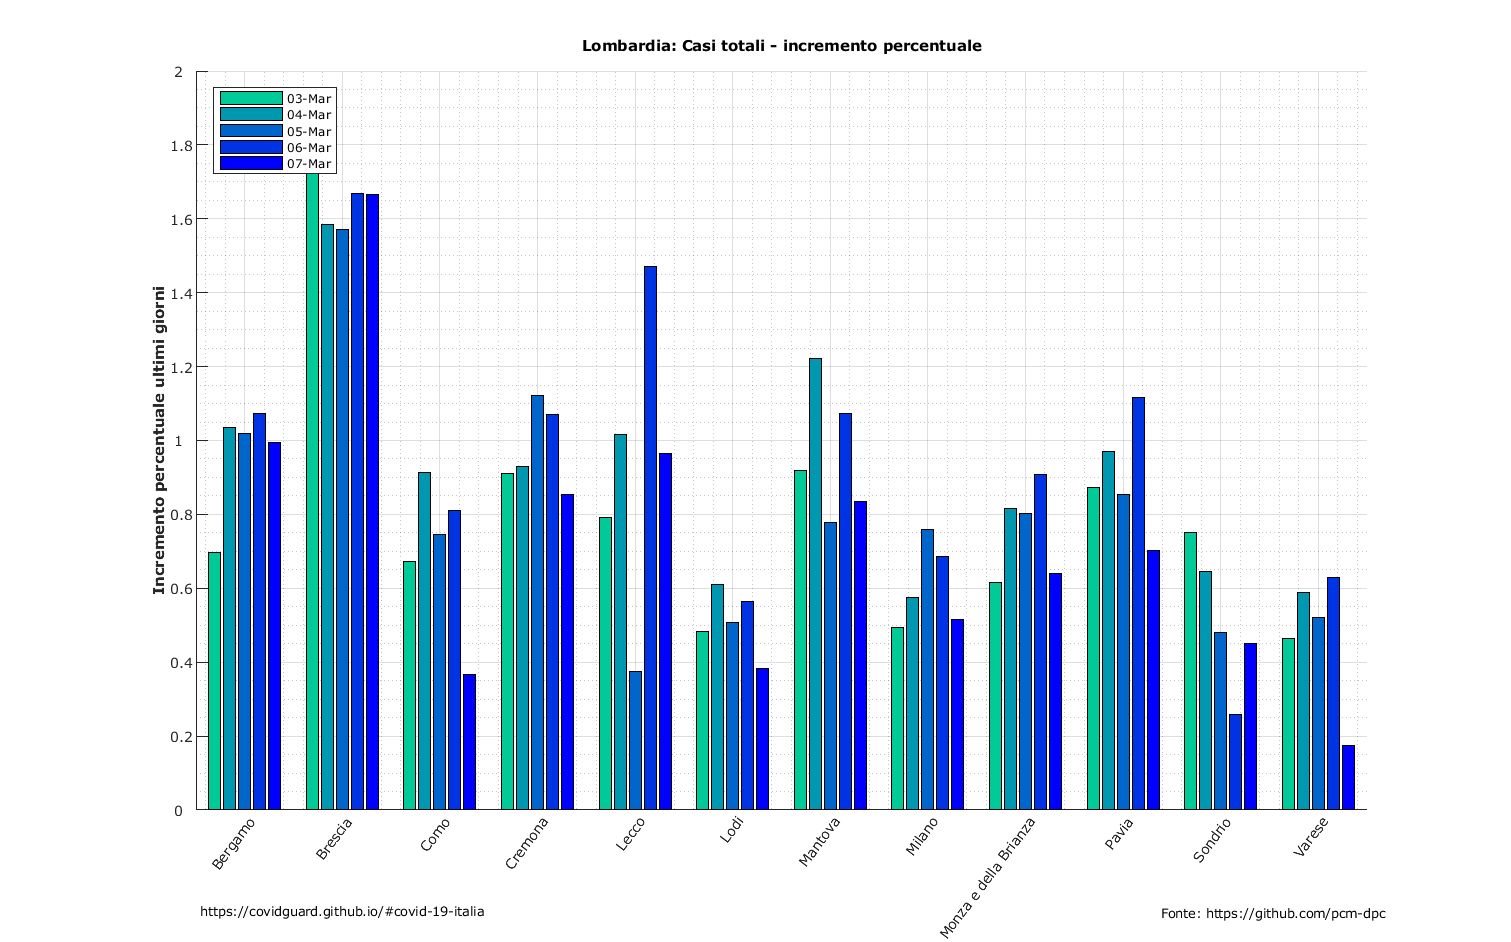 Lombardia: Casi totali - incremento percentuale
03-Mar
04-Mar
05-Mar
06-Mar
07-Mar
Incremento percentuale ultimi giorni
2
1.8
1.6
1.4
1.2
1
0.8
0.6
0.4
0.2
0
Bergamo
Brescia
Como
Cremona
Lecco
Lodi
Mantova
Milano
Monza e della Brianza
Pavia
Sondrio
Varese
https://covidguard.github.io/#covid-19-italia
Fonte: https://github.com/pcm-dpc